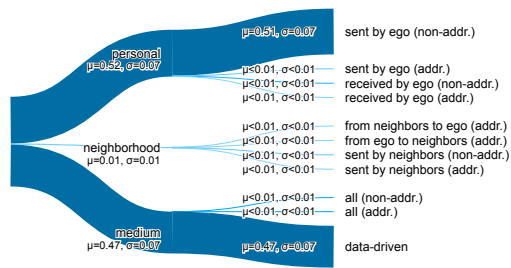 μ=0.51, σ=0.07 sent by ego (non-addr.)
personal
μ=0.52, σ=0.07
μ<0.01, σ<0.01 sent by ego (addr.)
μ<0.01, σ<0.01 received by ego (non-addr.)
μ<0.01, σ<0.01 received by ego (addr.)
μ<0.01, σ<0.01 from neighbors to ego (addr.)
μ<0.01, σ<0.01 from ego to neighbors (addr.)
neighborhood
μ=0.01, σ=0.01
μ<0.01, σ<0.01 sent by neighbors (non-addr.)
μ<0.01, σ<0.01 sent by neighbors (addr.)
μ<0.01, σ<0.01 all (non-addr.)
μ<0.01, σ<0.01 all (addr.)
medium
μ=0.47, σ=0.07
μ=0.47, σ=0.07 data-driven